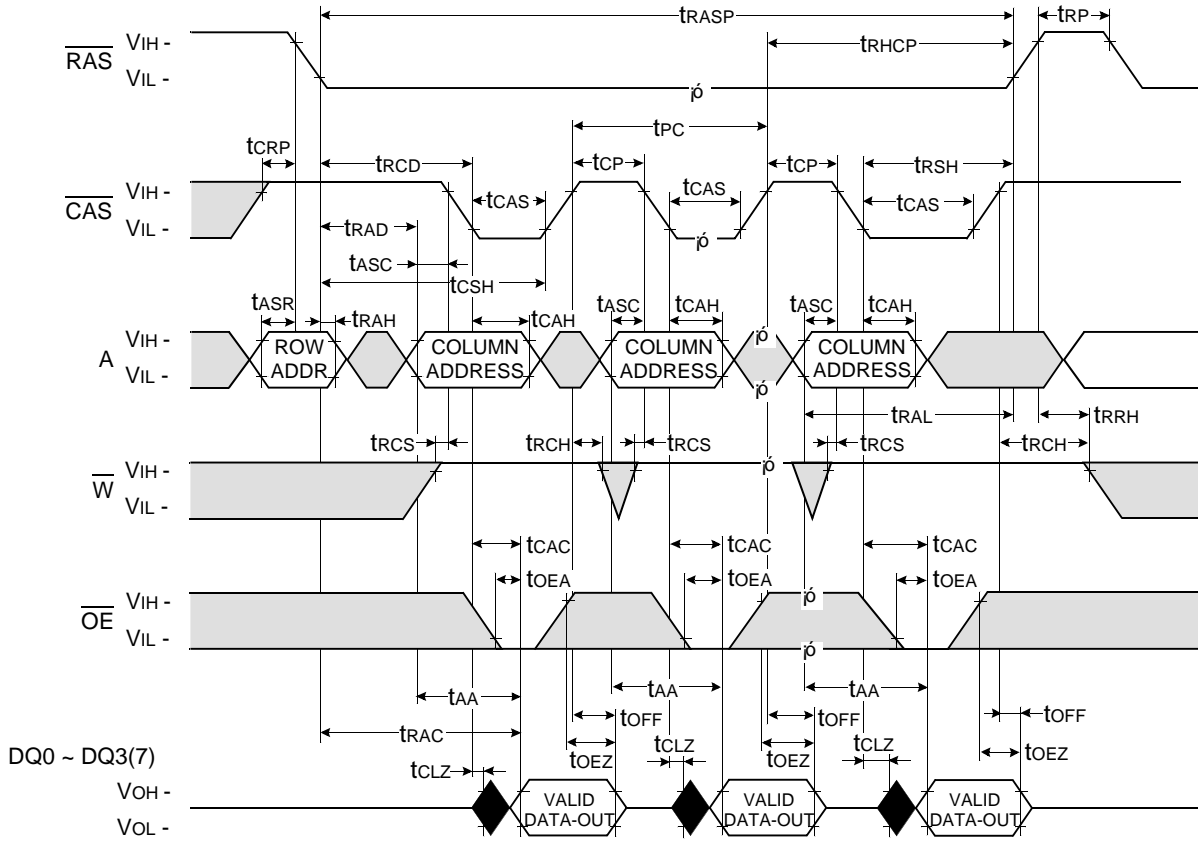 tRASP
tRP
tRHCP
RAS
VIH -
VIL -
¡ó
tPC
tCRP
tRCD
tCP
tCP
tRSH
CAS
VIH -
VIL -
tCAS
tCAS
tCAS
¡ó
tRAD
tASC
tCSH
tASR
tRAH
tCAH
tASC
tCAH
tASC
tCAH
A
VIH -
VIL -
ROW
ADDR
COLUMN
ADDRESS
COLUMN
ADDRESS
COLUMN
ADDRESS
¡ó
¡ó
tRAL
tRRH
tRCS
tRCH
tRCS
tRCS
tRCH
W
VIH -
VIL -
¡ó
tCAC
tCAC
tCAC
tOEA
tOEA
tOEA
OE
VIH -
VIL -
¡ó
¡ó
tAA
tAA
tAA
tOFF
tOFF
tOFF
tRAC
tOEZ
tOEZ
tOEZ
tCLZ
tCLZ
tCLZ
DQ0 ~ DQ3(7)
VOH -
VOL -
VALID
DATA-OUT
VALID
DATA-OUT
VALID
DATA-OUT